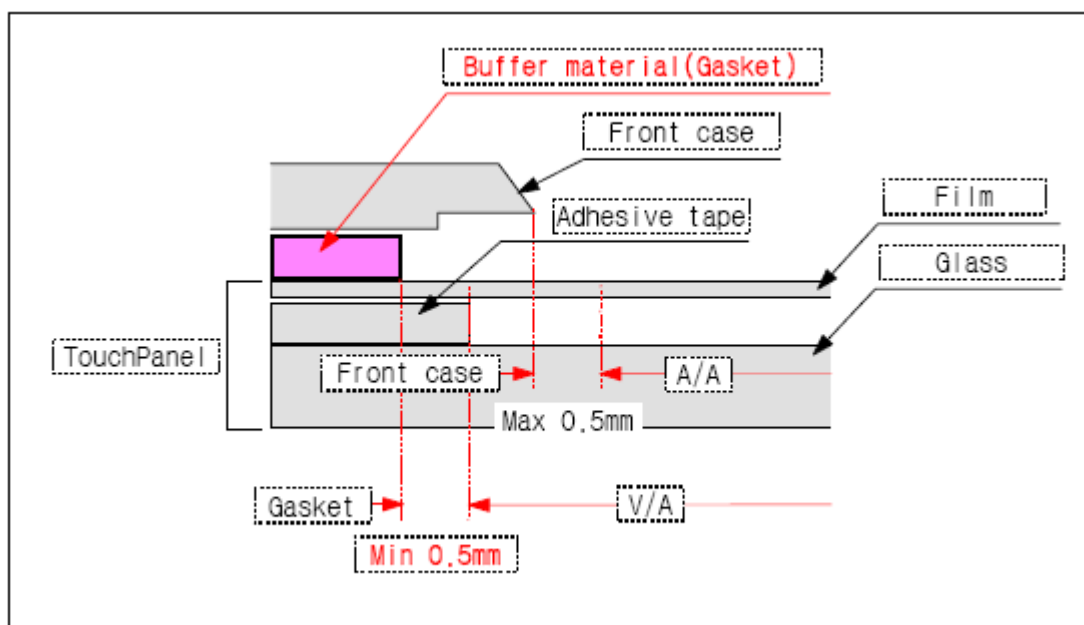 Buffer material(Gasket)
Front case
Film
Adhesive tape
Glass
TouchPanel
Front case
A/A
Max 0.5mm
Gasket
V/A
Min 0.5mm